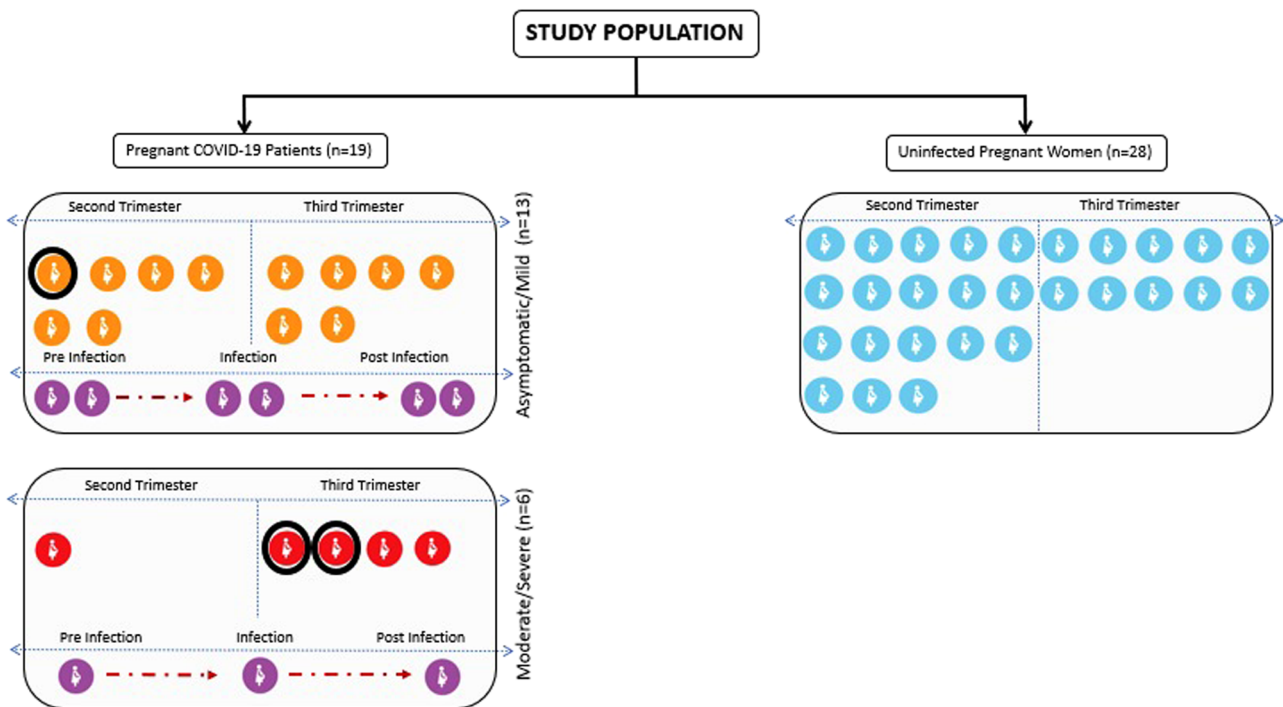 STUDY POPULATION
Pregnant COVID-19 Patients (n=19)
Uninfected Pregnant Women (n=28)
Second Trimester
Third Trimester
Pre Infection
Infection
Post Infection
Asymptomatic/Mild (n=13)
Second Trimester
Third Trimester
Second Trimester
Third Trimester
Pre Infection
Infection
Post Infection
Moderate/Severe (n=6)